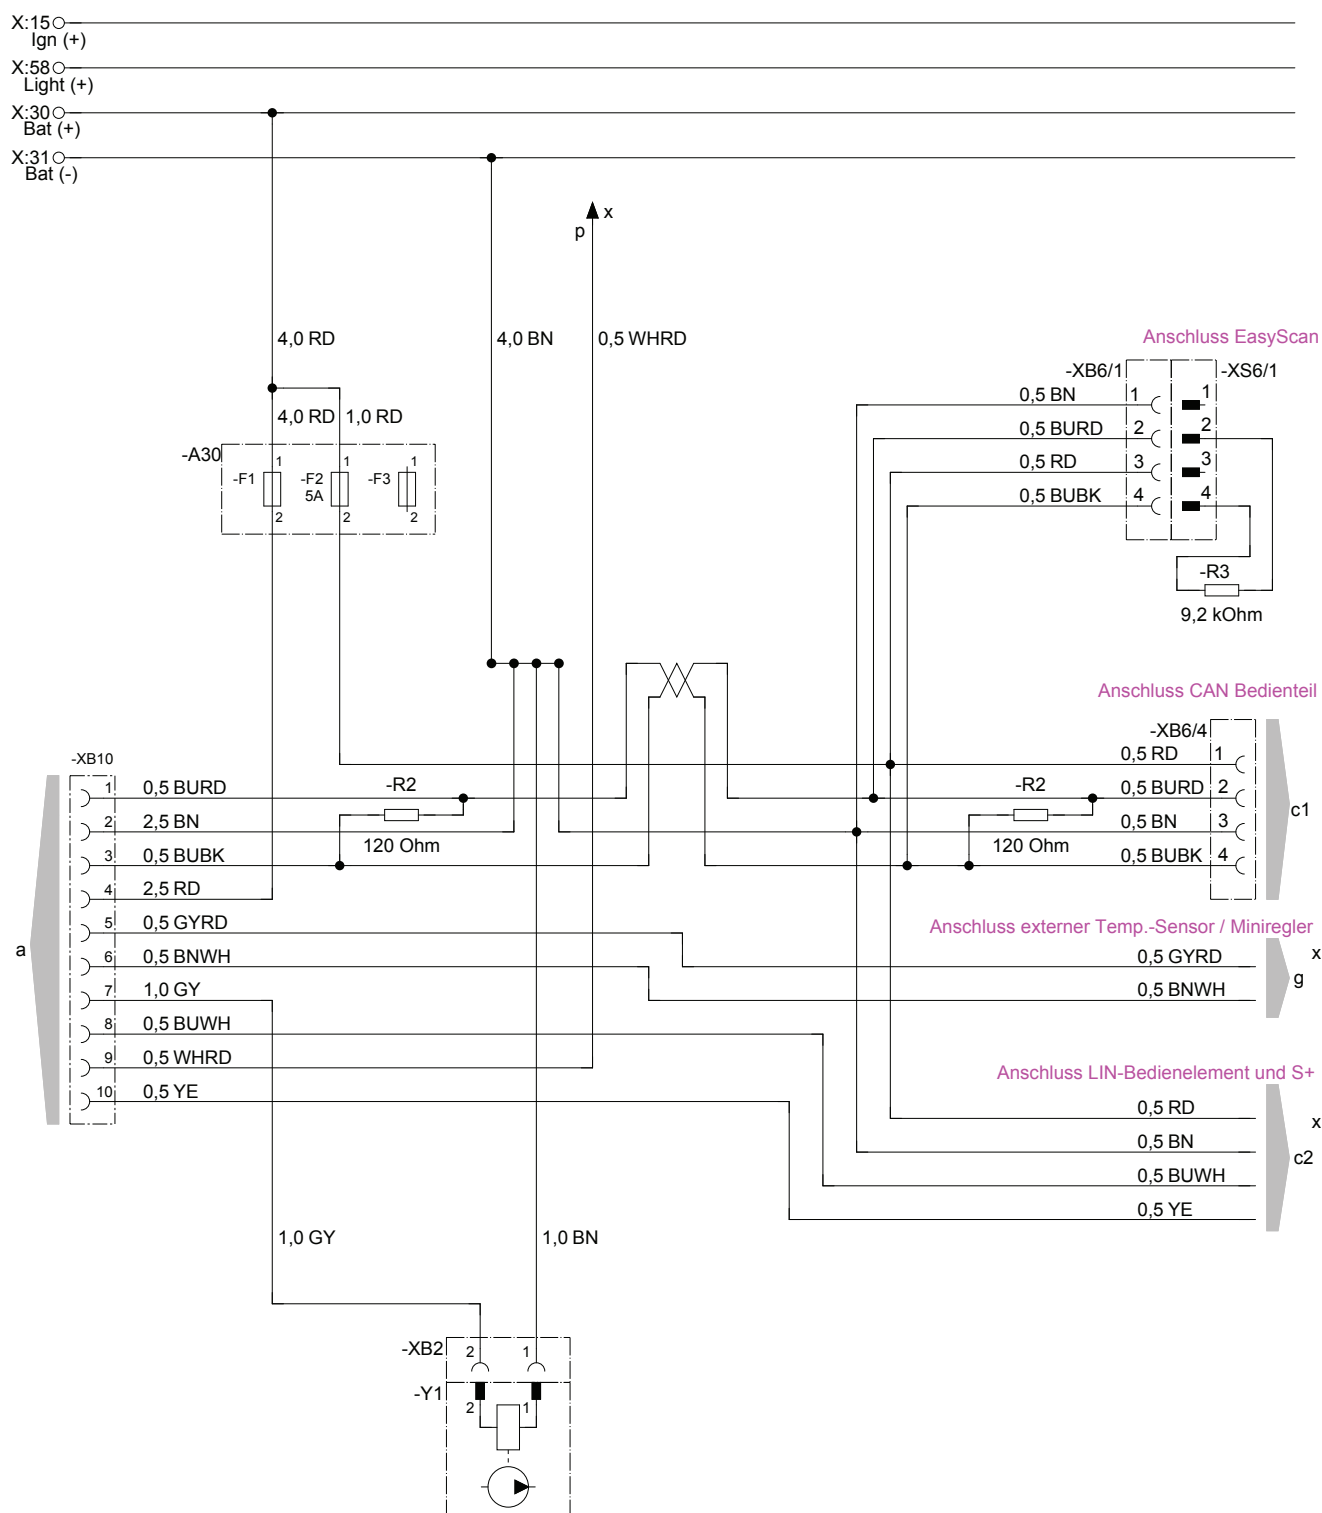 X:15
Ign (+)
X:58
Light (+)
X:30
Bat (+)
X:31
Bat (-)
x
p
4,0 RD
4,0 BN
0,5 WHRD
Anschluss EasyScan
-XB6/1
-XS6/1
0,5 BN
1
1
0,5 BURD
2
2
0,5 RD
3
3
0,5 BUBK
4
4
4,0 RD
1,0 RD
-A30
-F1
1
2
-F2
5A
1
2
-F3
1
2
-R3
9,2 kOhm
Anschluss CAN Bedienteil
-XB6/4
0,5 RD
1
0,5 BURD
2
0,5 BN
3
0,5 BUBK
4
c1
-R2
120 Ohm
-R2
120 Ohm
-XB10
a
1
0,5 BURD
2
2,5 BN
3
0,5 BUBK
4
2,5 RD
5
0,5 GYRD
6
0,5 BNWH
7
1,0 GY
8
0,5 BUWH
9
0,5 WHRD
10
0,5 YE
Anschluss externer Temp.-Sensor / Miniregler
0,5 GYRD
0,5 BNWH
x
g
Anschluss LIN-Bedienelement und S+
0,5 RD
0,5 BN
0,5 BUWH
0,5 YE
x
c2
1,0 GY
1,0 BN
-XB2
2
1
-Y1
2
1